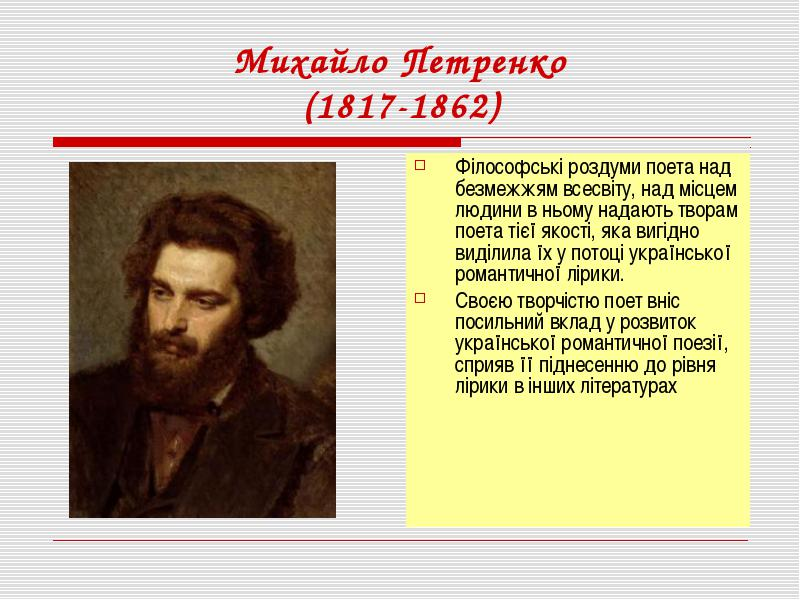 Михайло Петренко
(1817-1862)
Філософські роздуми поета над
безмежжям всесвіту, над місцем
людини в ньому надають творам
поета тієї якості, яка вигідно
виділила їх у потоці української
романтичної лірики.
Своєю творчістю поет вніс
посильний вклад у розвиток
української романтичної поезії,
сприяв її піднесенню до рівня
лірики в інших літературах